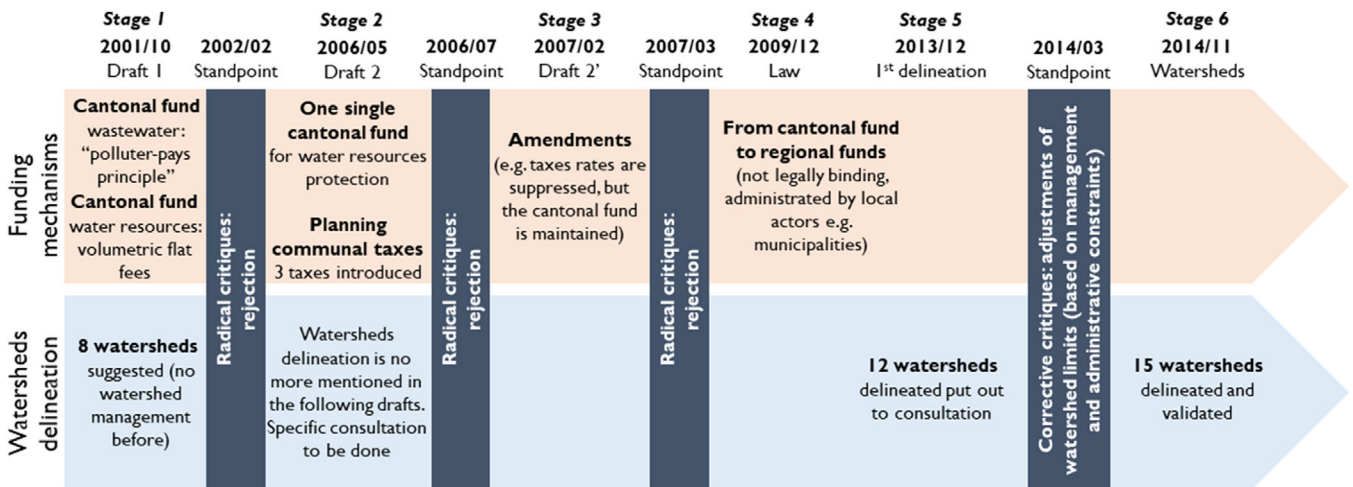 Stage 1
2001/10
Draft 1
2002/02
Standpoint
Stage 2
2006/05
Draft 2
2006/07
Standpoint
Stage 3
2007/02
Draft 2'
2007/03
Standpoint
Stage 4
2009/12
Law
Stage 5
2013/12
1st delineation
2014/03
Standpoint
Stage 6
2014/11
Watersheds
Funding
mechanisms
Cantonal fund
wastewater:
“polluter-pays
principle”
Cantonal fund
water resources:
volumetric flat
fees
Radical critiques:
rejection
One single
cantonal fund
for water resources
protection
Planning
communal taxes
3 taxes introduced
Radical critiques:
rejection
Amendments
(e.g. taxes rates are
suppressed, but
the cantonal fund
is maintained)
Radical critiques:
rejection
From cantonal fund
to regional funds
(not legally binding,
administrated by local
actors e.g.
municipalities)
Corrective critiques: adjustments of
watershed limits (based on management
and administrative constraints)
Watersheds
delineation
8 watersheds
suggested (no
watershed
management
before)
Watersheds
delineation is no
more mentioned in
the following drafts.
Specific consultation
to be done
12 watersheds
delineated put out
to consultation
15 watersheds
delineated and
validated